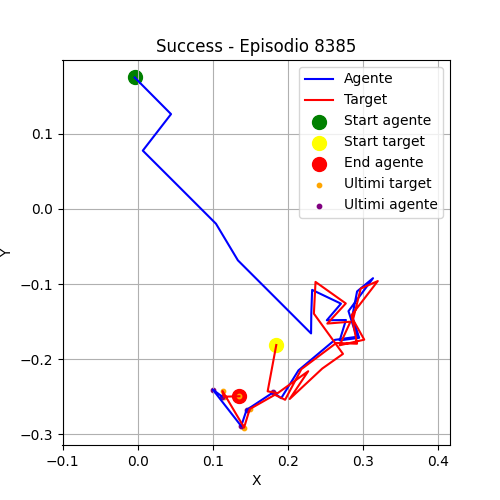 Success - Episodio 8385
Agente
Target
Start agente
Start target
End agente
Ultimi target
Ultimi agente
0.1
0.0
−0.1
−0.2
−0.3
Y
−0.1
0.0
0.1
0.2
0.3
0.4
X